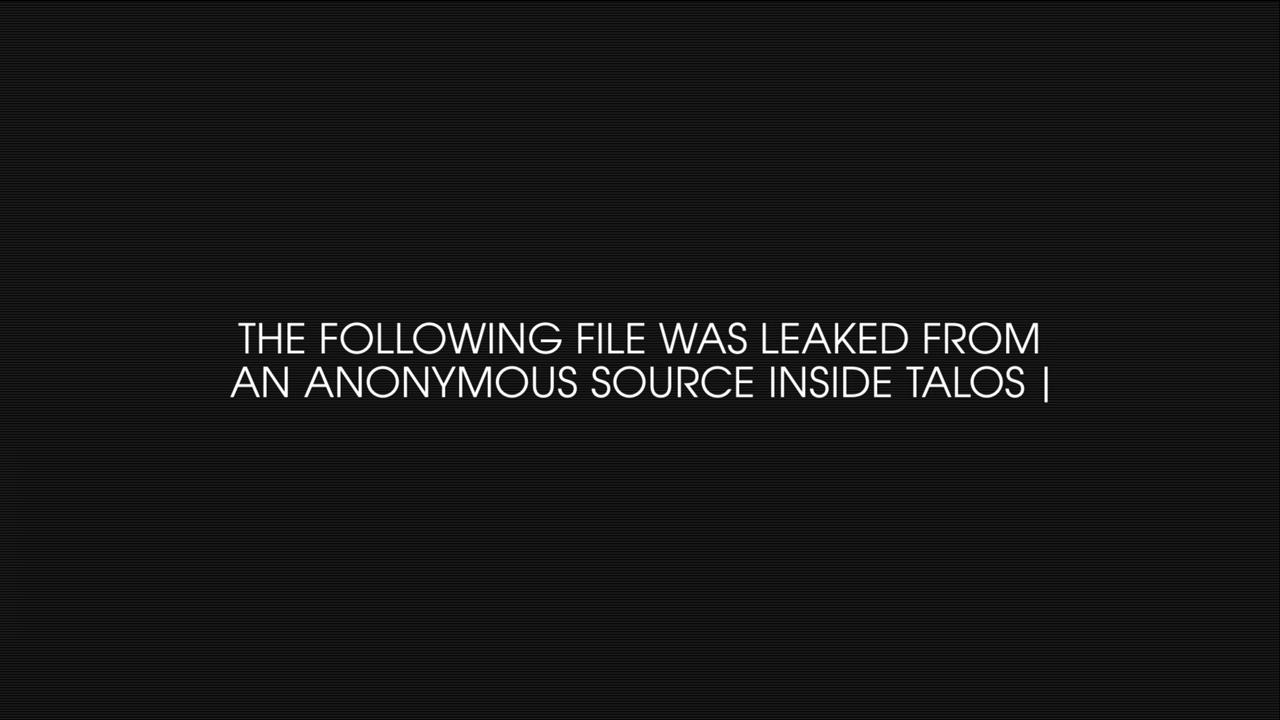 THE FOLLOWING FILE WAS LEAKED FROM
AN ANONYMOUS SOURCE INSIDE TALOS |